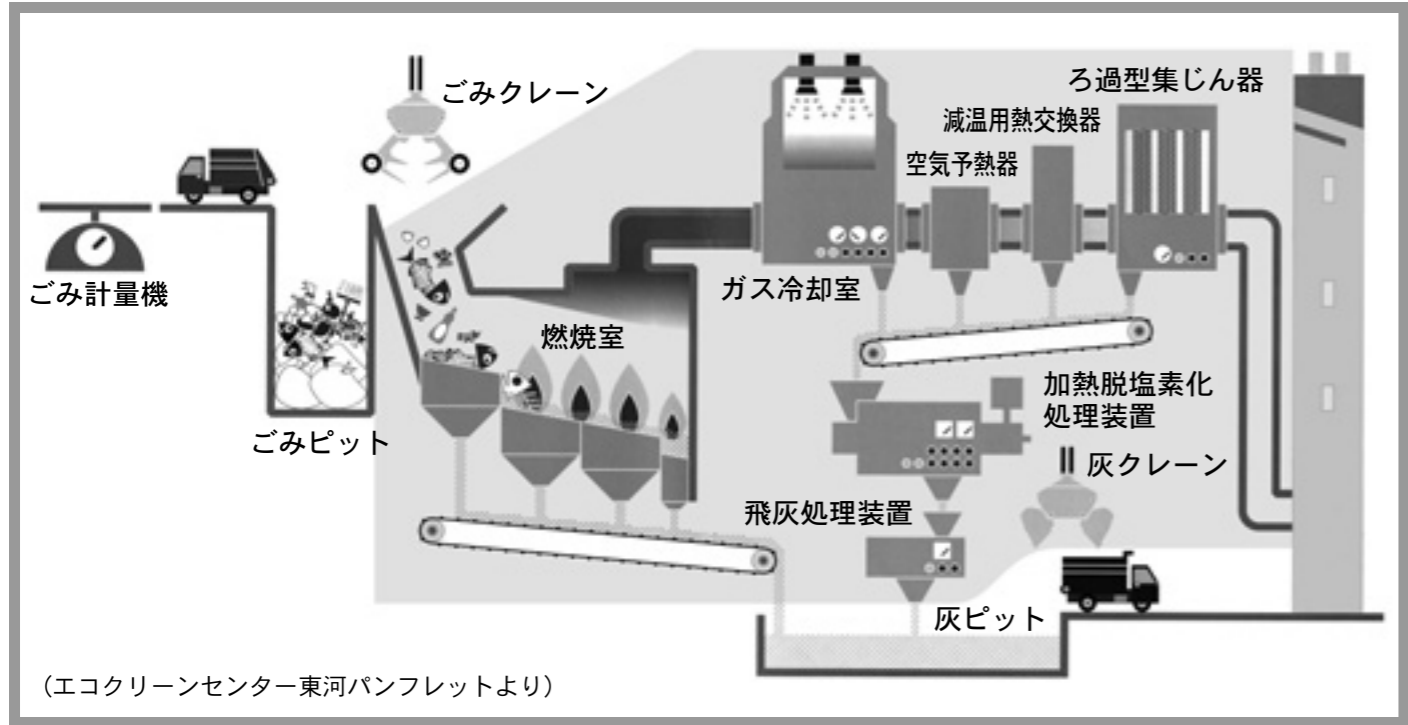 ごみクレーン
ろ過型集じん器
減温用熱交換器
空気予熱器
ごみ計量機
ガス冷却室
燃焼室
加熱脱塩素化
処理装置
ごみピット
灰クレーン
飛灰処理装置
灰ピット
（エコクリーンセンター東河パンフレットより）